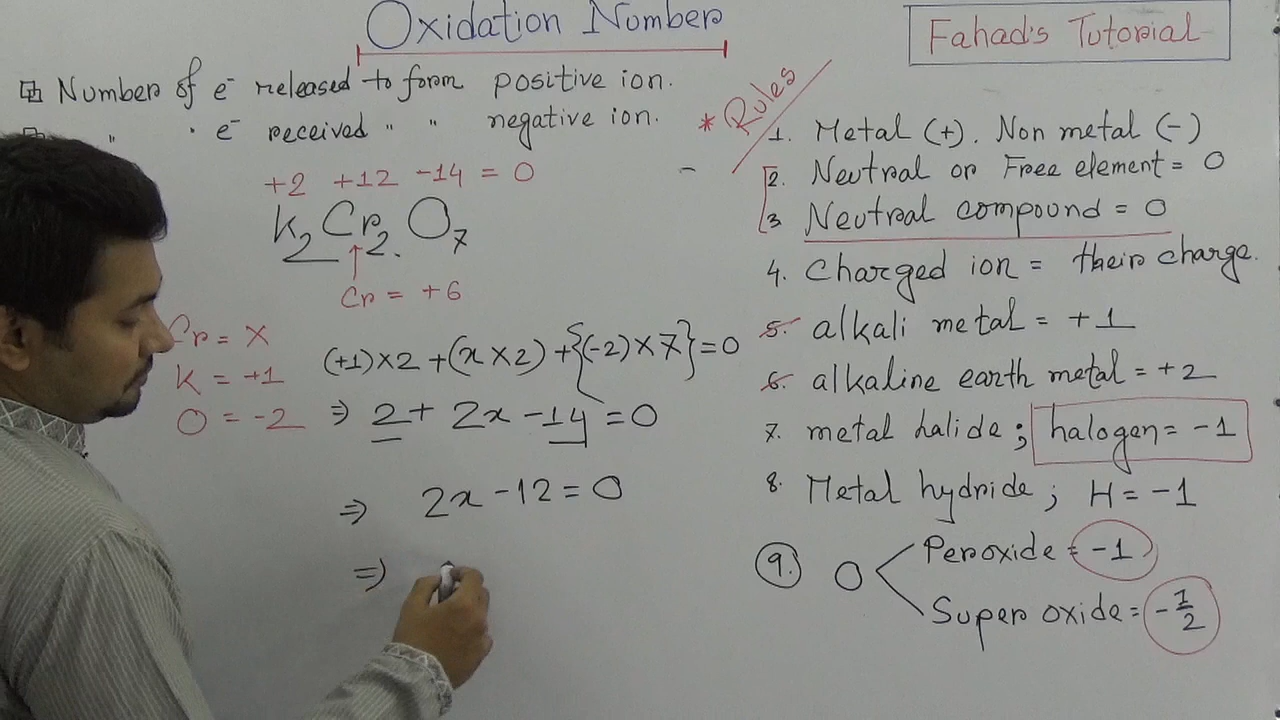 Oxidation Number
Fahad's Tutorial
Number of e⁻ released to form positive ion.
" . e⁻ received " " negative ion.
+2 +12 -14 = 0
K₂Cr₂O₇
Cr = +6
Cr = X
K = +1
O = -2
(+1)×2 +(x×2) +{(-2)×7}=0
⇒ 2 + 2x -14 = 0
⇒ 2x -12 = 0
⇒
* Rules
1. Metal (+). Non metal (-)
2. Neutral or Free element = 0
3 Neutral compound = 0
4. Charged ion = their charge.
5. alkali metal = +1
6. alkaline earth metal = +2
7. metal halide ; halogen = -1
8. Metal hydride ; H = -1
9. O < Peroxide = -1
Super oxide = -1/2